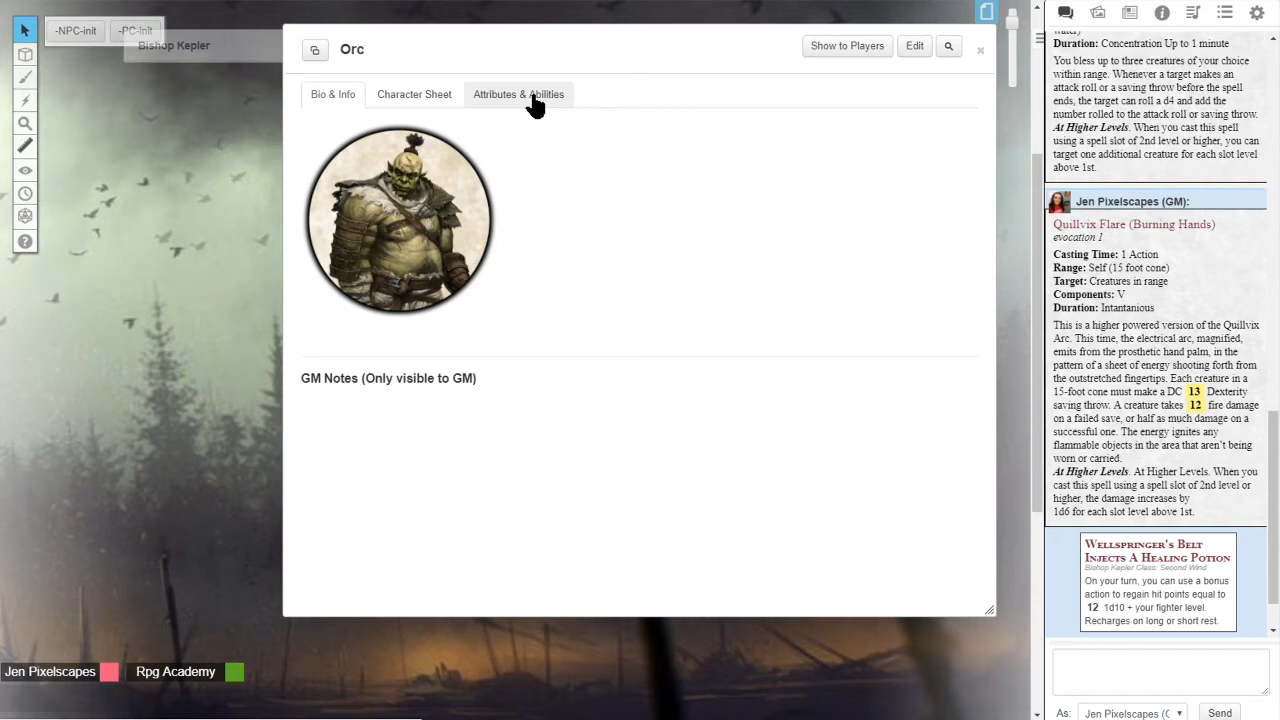 -NPC-init
-PC-init
Bishop Kepler
Orc
Show to Players
Edit
Bio & Info
Character Sheet
Attributes & Abilities
GM Notes (Only visible to GM)
Jen Pixelscapes
Rpg Academy
water)
Duration: Concentration Up to 1 minute
You bless up to three creatures of your choice
within range. Whenever a target makes an
attack roll or a saving throw before the spell
ends, the target can roll a d4 and add the
number rolled to the attack roll or saving throw.
At Higher Levels. When you cast this spell
using a spell slot of 2nd level or higher, you can
target one additional creature for each slot level
above 1st.
Jen Pixelscapes (GM):
Quillvix Flare (Burning Hands)
evocation 1
Casting Time: 1 Action
Range: Self (15 foot cone)
Target: Creatures in range
Components: V
Duration: Intantanious
This is a higher powered version of the Quillvix
Arc. This time, the electrical arc, magnified,
emits from the prosthetic hand palm, in the
pattern of a sheet of energy shooting forth from
the outstretched fingertips. Each creature in a
15-foot cone must make a DC 13 Dexterity
saving throw. A creature takes 12 fire damage
on a failed save, or half as much damage on a
successful one. The energy ignites any
flammable objects in the area that aren't being
worn or carried.
At Higher Levels. At Higher Levels. When you
cast this spell using a spell slot of 2nd level or
higher, the damage increases by
1d6 for each slot level above 1st.
Wellspringer's Belt
Injects A Healing Potion
Bishop Kepler Class: Second Wind
On your turn, you can use a bonus
action to regain hit points equal to
12 1d10 + your fighter level.
Recharges on long or short rest.
As:
Jen Pixelscapes (G
Send